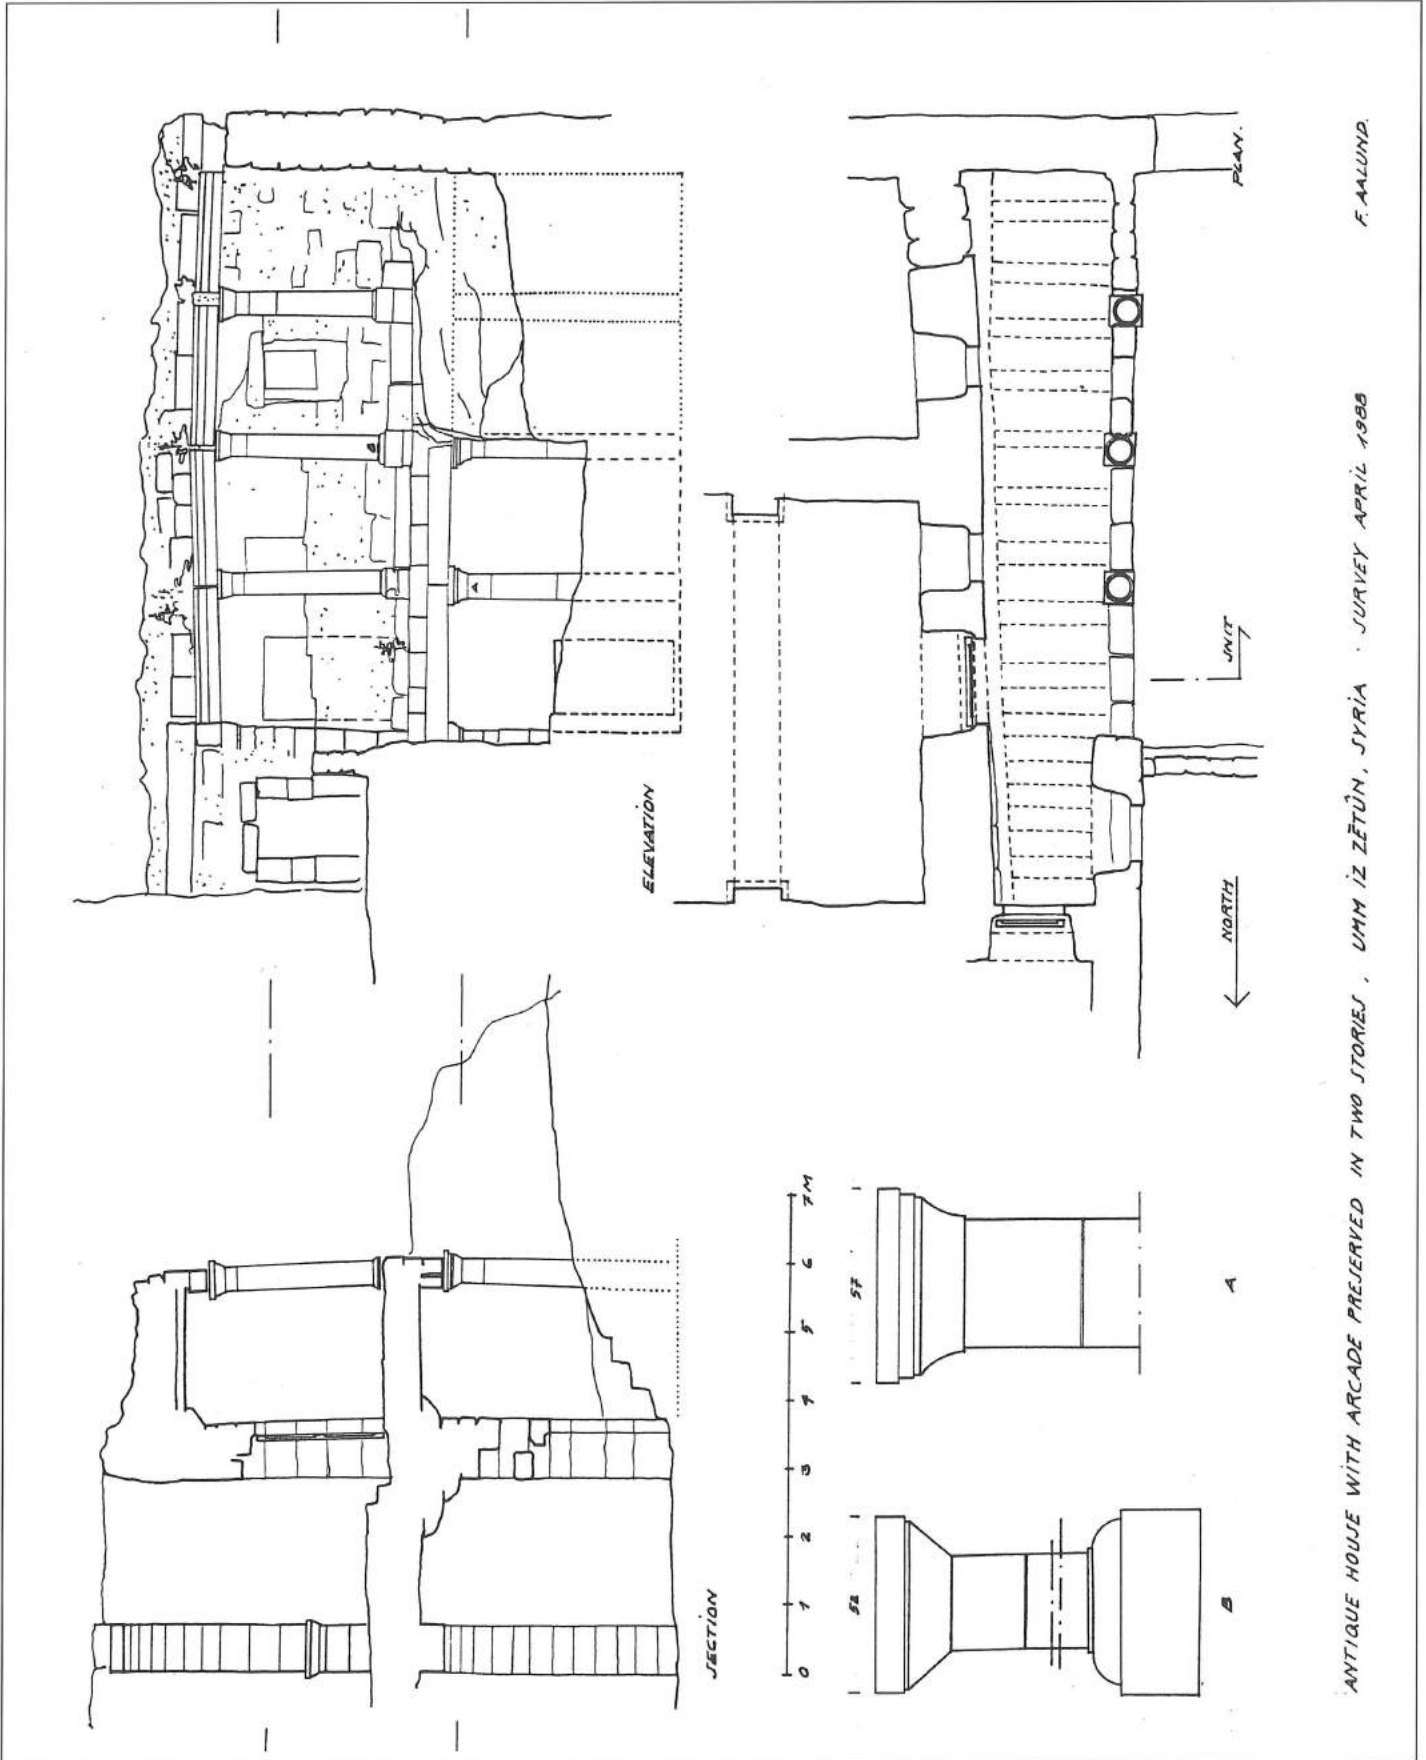 ELEVATION
SECTION
0 1 2 3 4 5 6 7 M
52
57
B
A
B
A
NORTH
SNIT
PLAN.
ANTIQUE HOUSE WITH ARCADE PRESERVED IN TWO STORIES, UMM IZ ZĒTŪN, SYRIA · SURVEY APRIL 1988 F. AALUND.